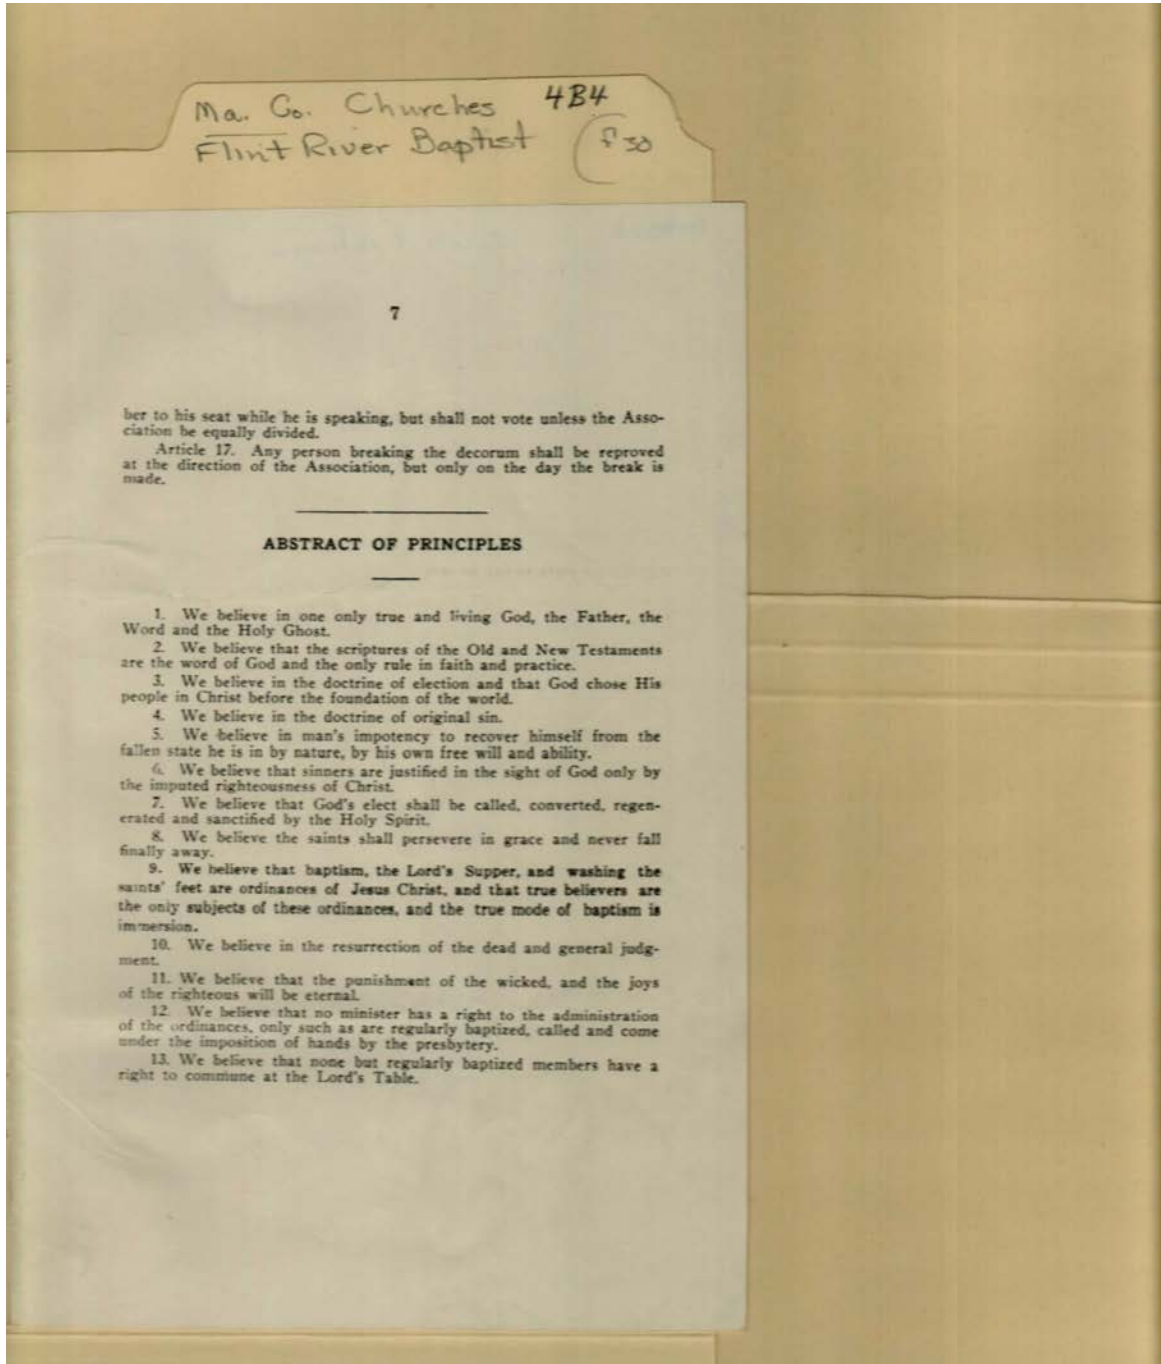 Ma. Co. Churches 4B4
Flint River Baptist f 30
7
ber to his seat while he is speaking, but shall not vote unless the Asso-
ciation be equally divided.
Article 17. Any person breaking the decorum shall be reproved
at the direction of the Association, but only on the day the break is
made.
ABSTRACT OF PRINCIPLES
1. We believe in one only true and living God, the Father, the
Word and the Holy Ghost.
2. We believe that the scriptures of the Old and New Testaments
are the word of God and the only rule in faith and practice.
3. We believe in the doctrine of election and that God chose His
people in Christ before the foundation of the world.
4. We believe in the doctrine of original sin.
5. We believe in man's impotency to recover himself from the
fallen state he is in by nature, by his own free will and ability.
6. We believe that sinners are justified in the sight of God only by
the imputed righteousness of Christ.
7. We believe that God's elect shall be called, converted, regen-
erated and sanctified by the Holy Spirit.
8. We believe the saints shall persevere in grace and never fall
finally away.
9. We believe that baptism, the Lord's Supper, and washing the
saints' feet are ordinances of Jesus Christ, and that true believers are
the only subjects of these ordinances, and the true mode of baptism is
immersion.
10. We believe in the resurrection of the dead and general judg-
ment.
11. We believe that the punishment of the wicked, and the joys
of the righteous will be eternal.
12. We believe that no minister has a right to the administration
of the ordinances, only such as are regularly baptized, called and come
under the imposition of hands by the presbytery.
13. We believe that none but regularly baptized members have a
right to commune at the Lord's Table.